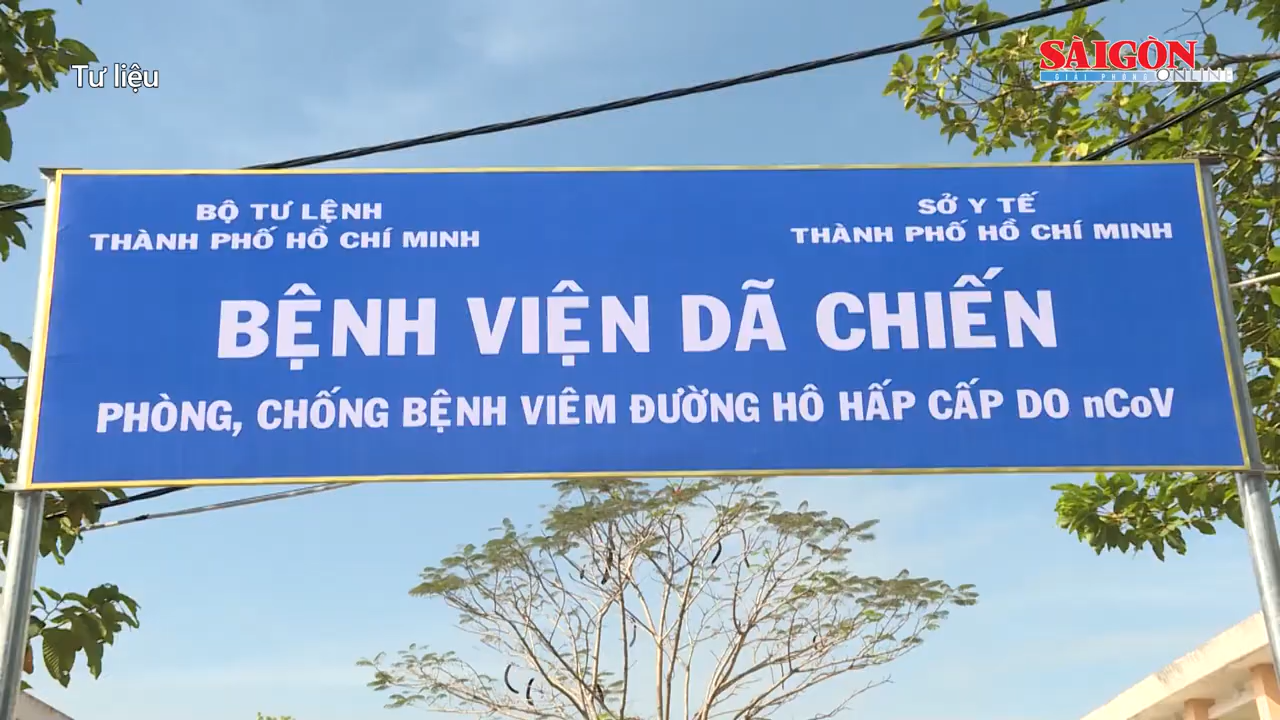 Tư liệu
SÀIGÒN
GIẢI PHÓNG ONLINE
BỘ TƯ LỆNH
THÀNH PHỐ HỒ CHÍ MINH
SỞ Y TẾ
THÀNH PHỐ HỒ CHÍ MINH
BỆNH VIỆN DÃ CHIẾN
PHÒNG, CHỐNG BỆNH VIÊM ĐƯỜNG HÔ HẤP CẤP DO nCoV